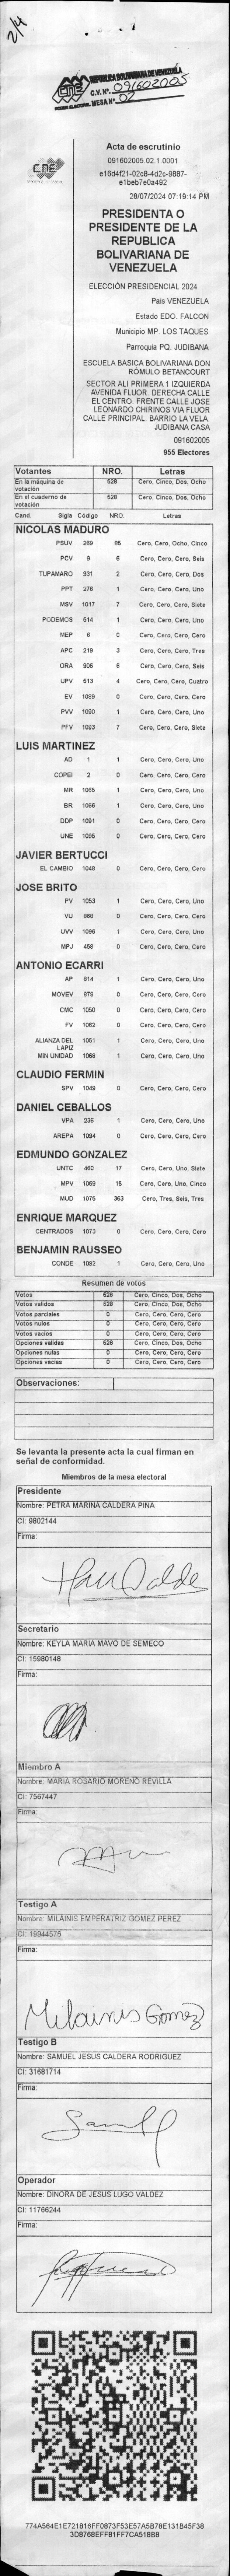 2/4
CNE
PODER ELECTORAL
REPUBLICA BOLIVARIANA DE VENEZUELA
C.V. N°. 091602005
MESA N° 02
CNE
Acta de escrutinio
091602005.02.1.0001
e16d4f21-02c8-4d2c-9887-
e1beb7e0a492
28/07/2024 07:19:14 PM
PRESIDENTA O
PRESIDENTE DE LA
REPUBLICA
BOLIVARIANA DE
VENEZUELA
ELECCIÓN PRESIDENCIAL 2024
País VENEZUELA
Estado EDO. FALCON
Municipio MP. LOS TAQUES
Parroquia PQ. JUDIBANA
ESCUELA BÁSICA BOLIVARIANA DON
RÓMULO BETANCOURT
SECTOR ALI PRIMERA 1 IZQUIERDA
AVENIDA FLUOR. DERECHA CALLE
EL CENTRO. FRENTE CALLE JOSE
LEONARDO CHIRINOS VIA FLUOR
CALLE PRINCIPAL. BARRIO LA VELA.
JUDIBANA CASA
091602005
955 Electores
Votantes NRO. Letras
En la máquina de votación 528 Cero, Cinco, Dos, Ocho
En el cuaderno de votación 528 Cero, Cinco, Dos, Ocho
Cand. Sigla Código NRO. Letras
NICOLAS MADURO
PSUV 269 85 Cero, Cero, Ocho, Cinco
PCV 9 6 Cero, Cero, Cero, Seis
TUPAMARO 931 2 Cero, Cero, Cero, Dos
PPT 276 1 Cero, Cero, Cero, Uno
MSV 1017 7 Cero, Cero, Cero, Siete
PODEMOS 514 1 Cero, Cero, Cero, Uno
MEP 6 0 Cero, Cero, Cero, Cero
APC 219 3 Cero, Cero, Cero, Tres
ORA 906 6 Cero, Cero, Cero, Seis
UPV 513 4 Cero, Cero, Cero, Cuatro
EV 1099 0 Cero, Cero, Cero, Cero
PVV 1090 1 Cero, Cero, Cero, Uno
PFV 1093 7 Cero, Cero, Cero, Siete
LUIS MARTINEZ
AD 1 1 Cero, Cero, Cero, Uno
COPEI 2 0 Cero, Cero, Cero, Cero
MR 1065 1 Cero, Cero, Cero, Uno
BR 1066 1 Cero, Cero, Cero, Uno
DDP 1091 0 Cero, Cero, Cero, Cero
UNE 1095 0 Cero, Cero, Cero, Cero
JAVIER BERTUCCI
EL CAMBIO 1048 0 Cero, Cero, Cero, Cero
JOSE BRITO
PV 1053 1 Cero, Cero, Cero, Uno
VU 868 0 Cero, Cero, Cero, Cero
UVV 1096 1 Cero, Cero, Cero, Uno
MPJ 458 0 Cero, Cero, Cero, Cero
ANTONIO ECARRI
AP 814 1 Cero, Cero, Cero, Uno
MOVEV 878 0 Cero, Cero, Cero, Cero
CMC 1050 0 Cero, Cero, Cero, Cero
FV 1062 0 Cero, Cero, Cero, Cero
ALIANZA DEL LAPIZ 1051 1 Cero, Cero, Cero, Uno
MIN UNIDAD 1068 1 Cero, Cero, Cero, Uno
CLAUDIO FERMIN
SPV 1049 0 Cero, Cero, Cero, Cero
DANIEL CEBALLOS
VPA 236 1 Cero, Cero, Cero, Uno
AREPA 1094 0 Cero, Cero, Cero, Cero
EDMUNDO GONZALEZ
UNTC 460 17 Cero, Cero, Uno, Siete
MPV 1069 15 Cero, Cero, Uno, Cinco
MUD 1075 363 Cero, Tres, Seis, Tres
ENRIQUE MARQUEZ
CENTRADOS 1073 0 Cero, Cero, Cero, Cero
BENJAMIN RAUSSEO
CONDE 1092 1 Cero, Cero, Cero, Uno
Resumen de votos
Votos 528 Cero, Cinco, Dos, Ocho
Votos validos 528 Cero, Cinco, Dos, Ocho
Votos parciales 0 Cero, Cero, Cero, Cero
Votos nulos 0 Cero, Cero, Cero, Cero
Votos vacios 0 Cero, Cero, Cero, Cero
Opciones validas 528 Cero, Cinco, Dos, Ocho
Opciones nulas 0 Cero, Cero, Cero, Cero
Opciones vacias 0 Cero, Cero, Cero, Cero
Observaciones:
Se levanta la presente acta la cual firman en
señal de conformidad.
Miembros de la mesa electoral
Presidente
Nombre: PETRA MARINA CALDERA PIÑA
CI: 9802144
Firma:
Secretario
Nombre: KEYLA MARIA MAVO DE SEMECO
CI: 15980148
Firma:
Miembro A
Nombre: MARIA ROSARIO MORENO REVILLA
CI: 7567447
Firma:
Testigo A
Nombre: MILAINIS EMPERATRIZ GOMEZ PEREZ
CI: 18944575
Firma:
Milainis Gomez
Testigo B
Nombre: SAMUEL JESUS CALDERA RODRIGUEZ
CI: 31681714
Firma:
Operador
Nombre: DINORA DE JESUS LUGO VALDEZ
CI: 11766244
Firma:
774A564E1E721816FF0873F53E57A5B78E131B45F38
3D8768EFF81FF7CA518B8